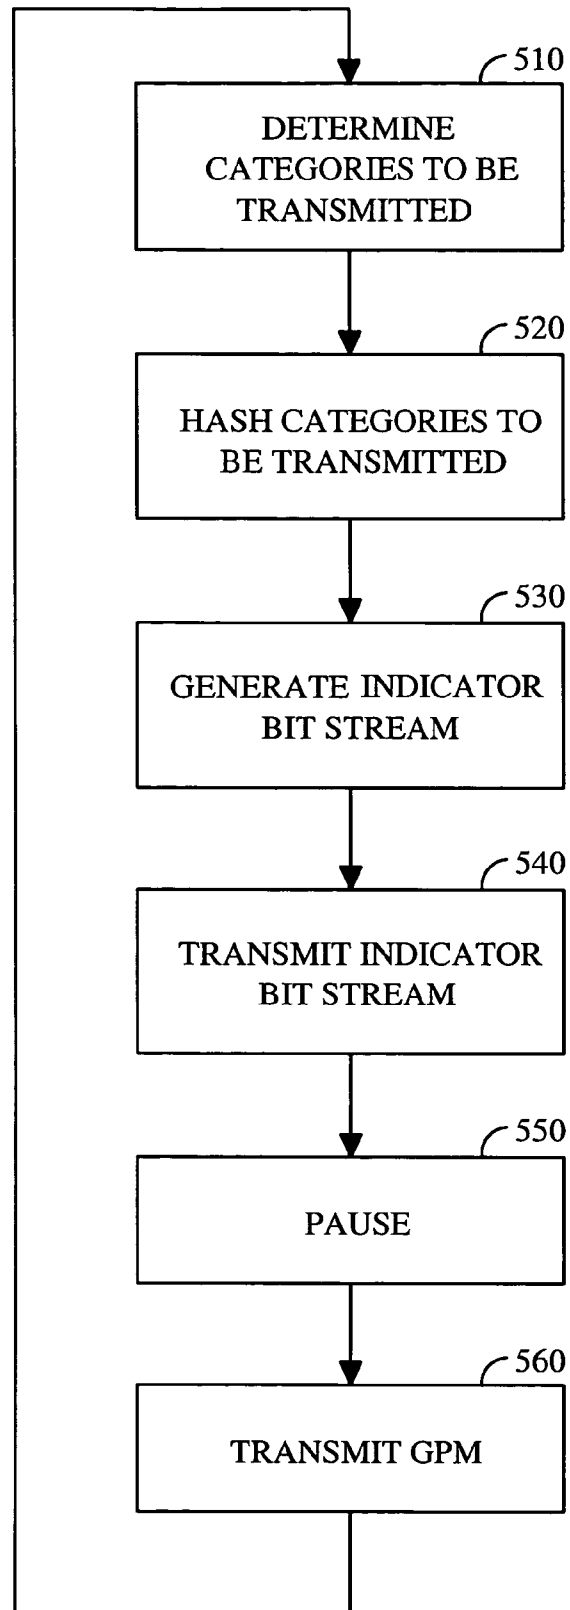 510
DETERMINE
CATEGORIES TO BE
TRANSMITTED
520
HASH CATEGORIES TO
BE TRANSMITTED
530
GENERATE INDICATOR
BIT STREAM
540
TRANSMIT INDICATOR
BIT STREAM
550
PAUSE
560
TRANSMIT GPM